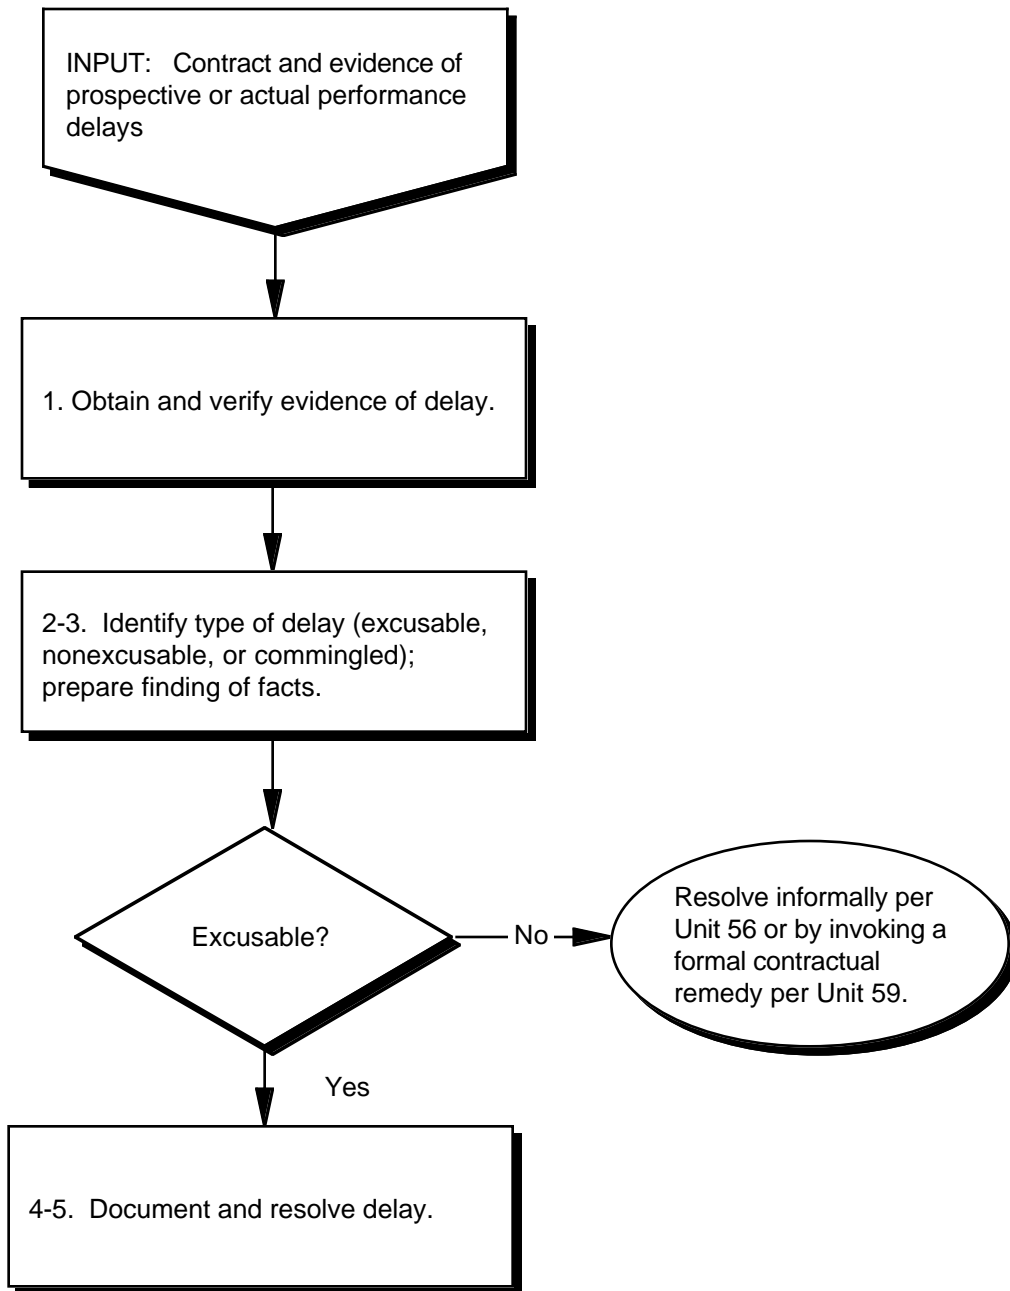 INPUT:   Contract and evidence of
prospective or actual performance
delays
1. Obtain and verify evidence of delay.
2-3.  Identify type of delay (excusable,
nonexcusable, or commingled);
prepare finding of facts.
Excusable?
No
Resolve informally per
Unit 56 or by invoking a
formal contractual
remedy per Unit 59.
Yes
4-5.  Document and resolve delay.